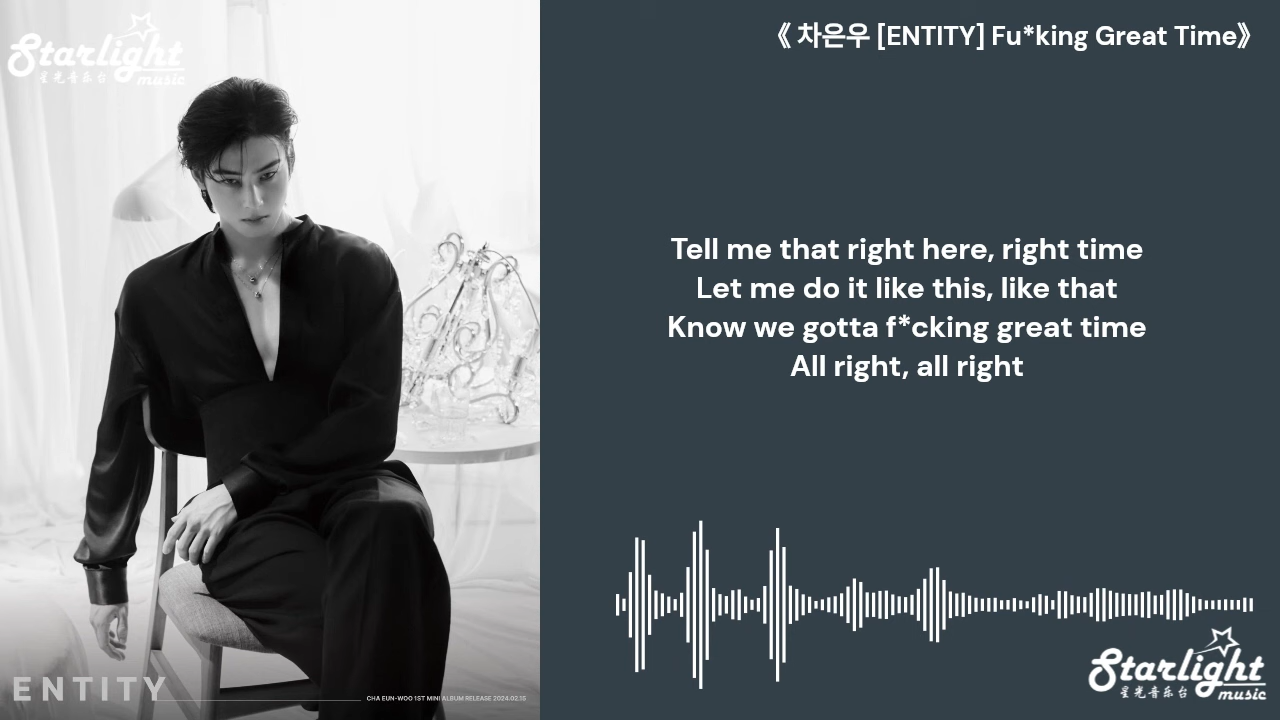 Starlight
星光音乐台
music
《 차은우 [ENTITY] Fu*king Great Time》
Tell me that right here, right time
Let me do it like this, like that
Know we gotta f*cking great time
All right, all right
ENTITY
CHA EUN-WOO 1ST MINI ALBUM RELEASE 2024.02.15
Starlight
星光音乐台
music